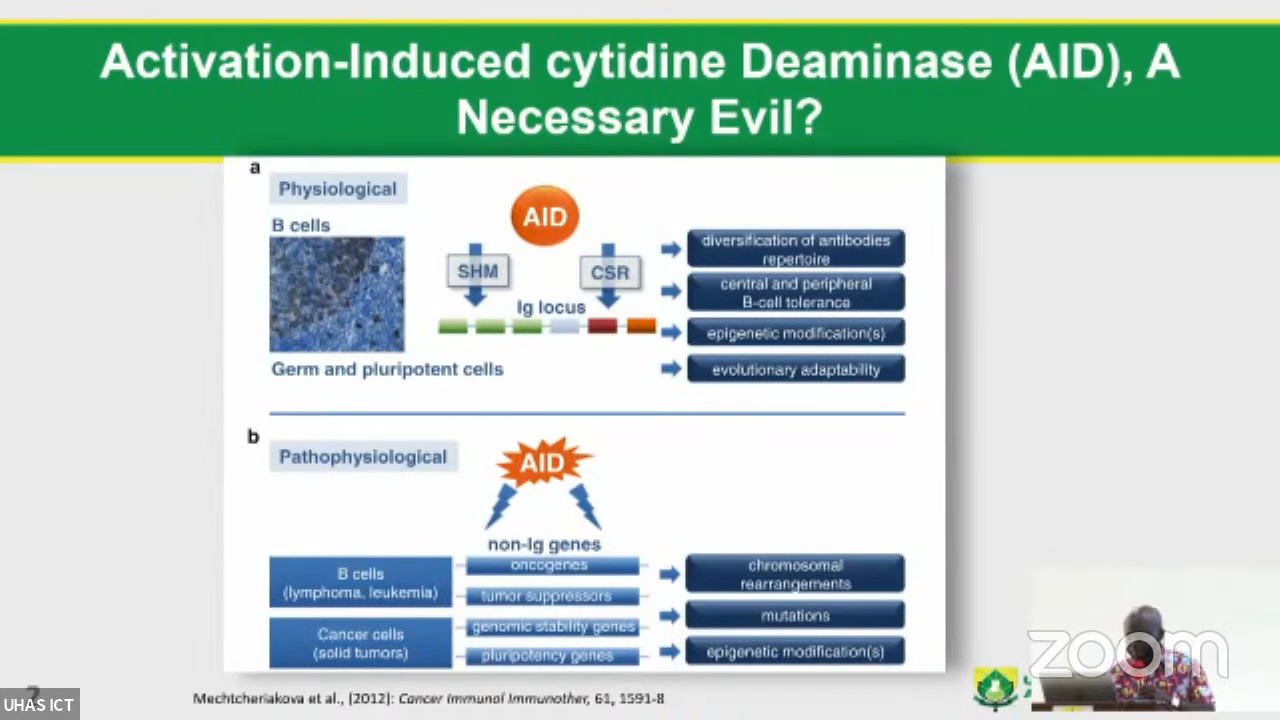 Activation-Induced cytidine Deaminase (AID), A
Necessary Evil?
a
Physiological
B cells
AID
SHM
CSR
Ig locus
Germ and pluripotent cells
diversification of antibodies
repertoire
central and peripheral
B-cell tolerance
epigenetic modification(s)
evolutionary adaptability
b
Pathophysiological
AID
non-Ig genes
B cells
(lymphoma, leukemia)
Cancer cells
(solid tumors)
oncogenes
tumor suppressors
genomic stability genes
pluripotency genes
chromosomal
rearrangements
mutations
epigenetic modification(s)
Mechtcheriakova et al., (2012): Cancer Immunol Immunother, 61, 1591-8
zoom
UHAS ICT